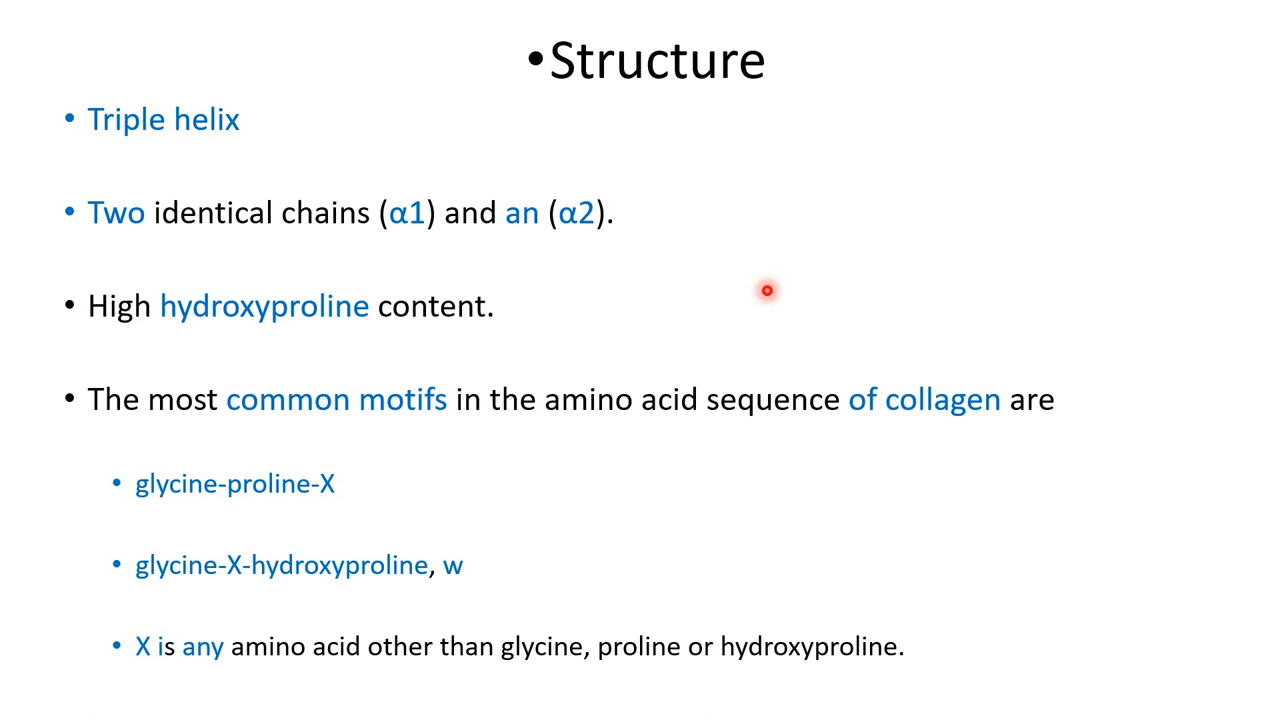 •Structure
• Triple helix
• Two identical chains (α1) and an (α2).
• High hydroxyproline content.
• The most common motifs in the amino acid sequence of collagen are
• glycine-proline-X
• glycine-X-hydroxyproline, w
• X is any amino acid other than glycine, proline or hydroxyproline.